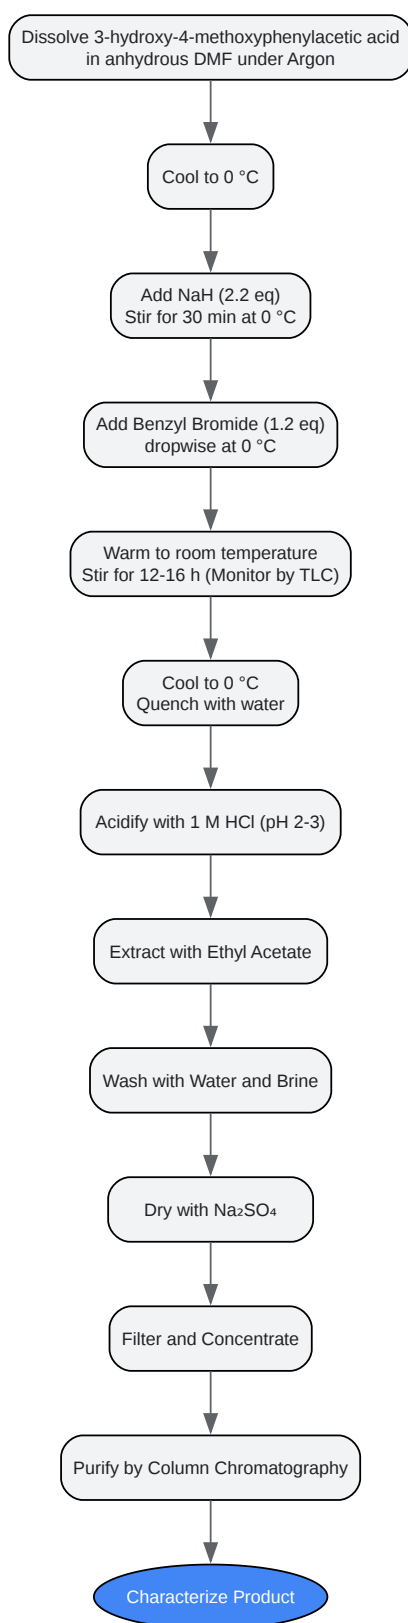 Dissolve 3-hydroxy-4-methoxyphenylacetic acid
in anhydrous DMF under Argon
Cool to 0 °C
Add NaH (2.2 eq)
Stir for 30 min at 0 °C
Add Benzyl Bromide (1.2 eq)
dropwise at 0 °C
Warm to room temperature
Stir for 12-16 h (Monitor by TLC)
Cool to 0 °C
Quench with water
Acidify with 1 M HCl (pH 2-3)
Extract with Ethyl Acetate
Wash with Water and Brine
Dry with Na₂SO₄
Filter and Concentrate
Purify by Column Chromatography
Characterize Product